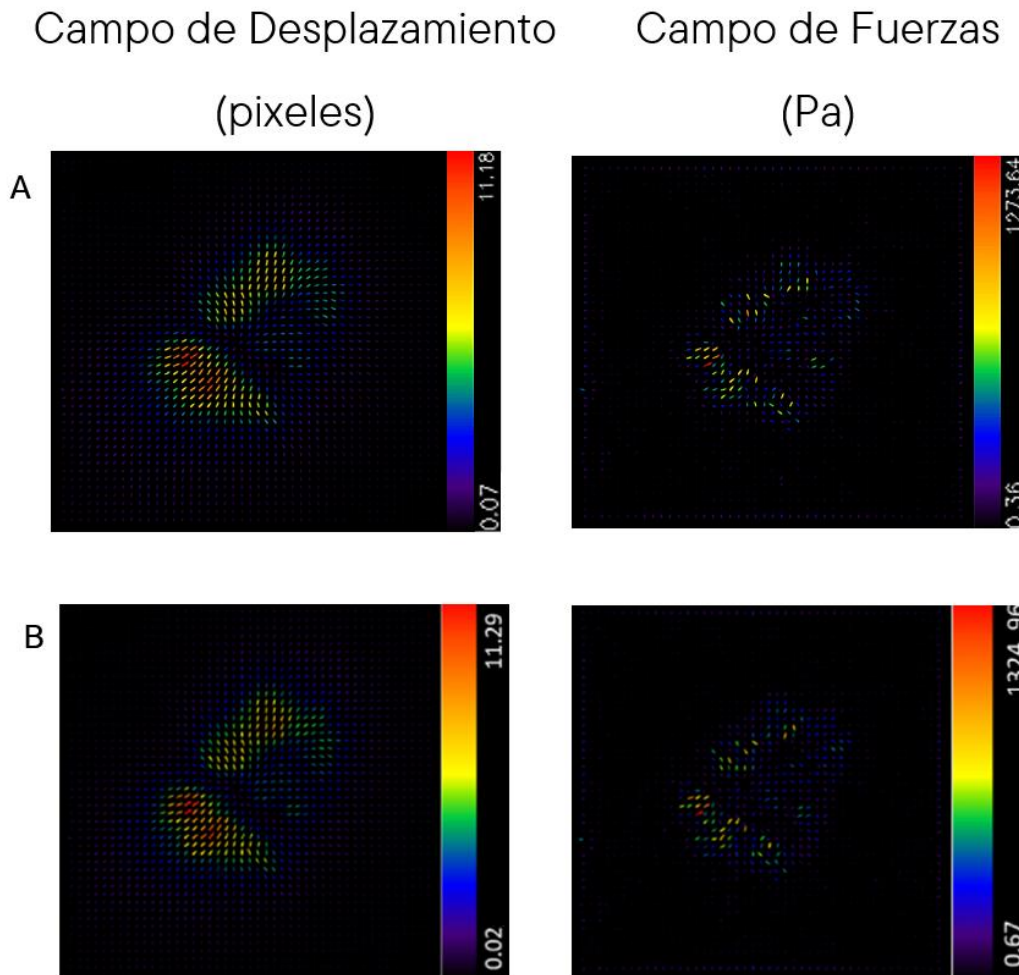 Campo de Desplazamiento
(pixeles)
Campo de Fuerzas
(Pa)
A
11.18
0.07
1273.64
0.36
B
11.29
0.02
1324.96
0.67